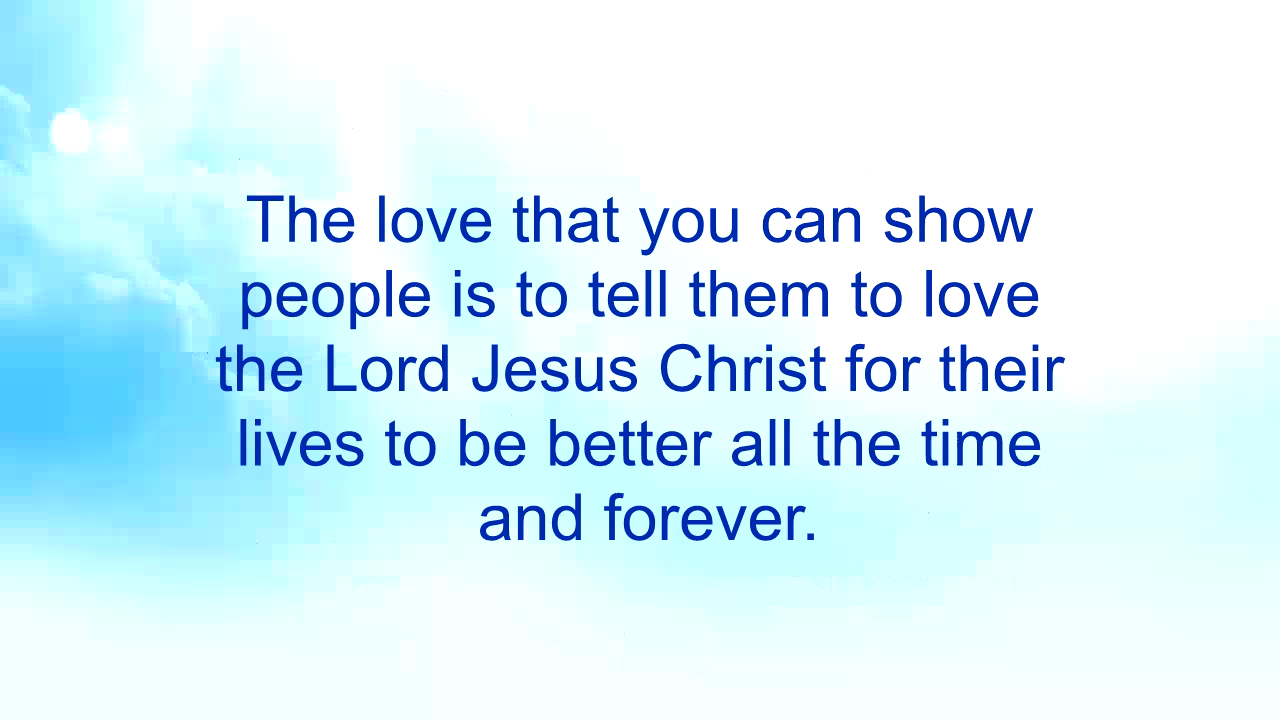 The love that you can show
people is to tell them to love
the Lord Jesus Christ for their
lives to be better all the time
and forever.